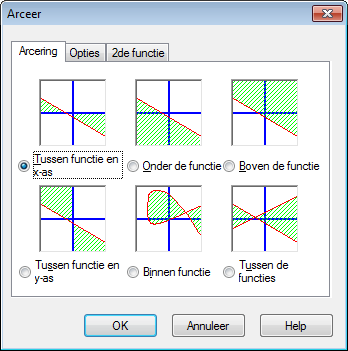 Arceer
Arcering Opties 2de functie
Tussen functie en x-as
Onder de functie
Boven de functie
Tussen functie en y-as
Binnen functie
Tussen de functies
OK Annuleer Help